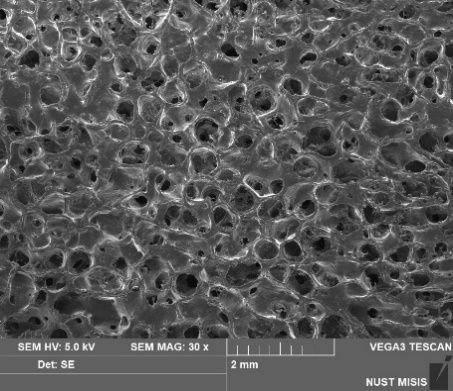 SEM HV: 5.0 kV SEM MAG: 30 x VEGA3 TESCAN
Det: SE 2 mm
NUST MISIS